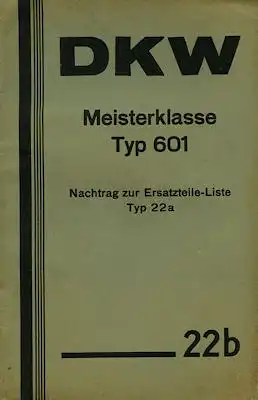 DKW
Meisterklasse
Typ 601
Nachtrag zur Ersatzteile-Liste
Typ 22a
22b